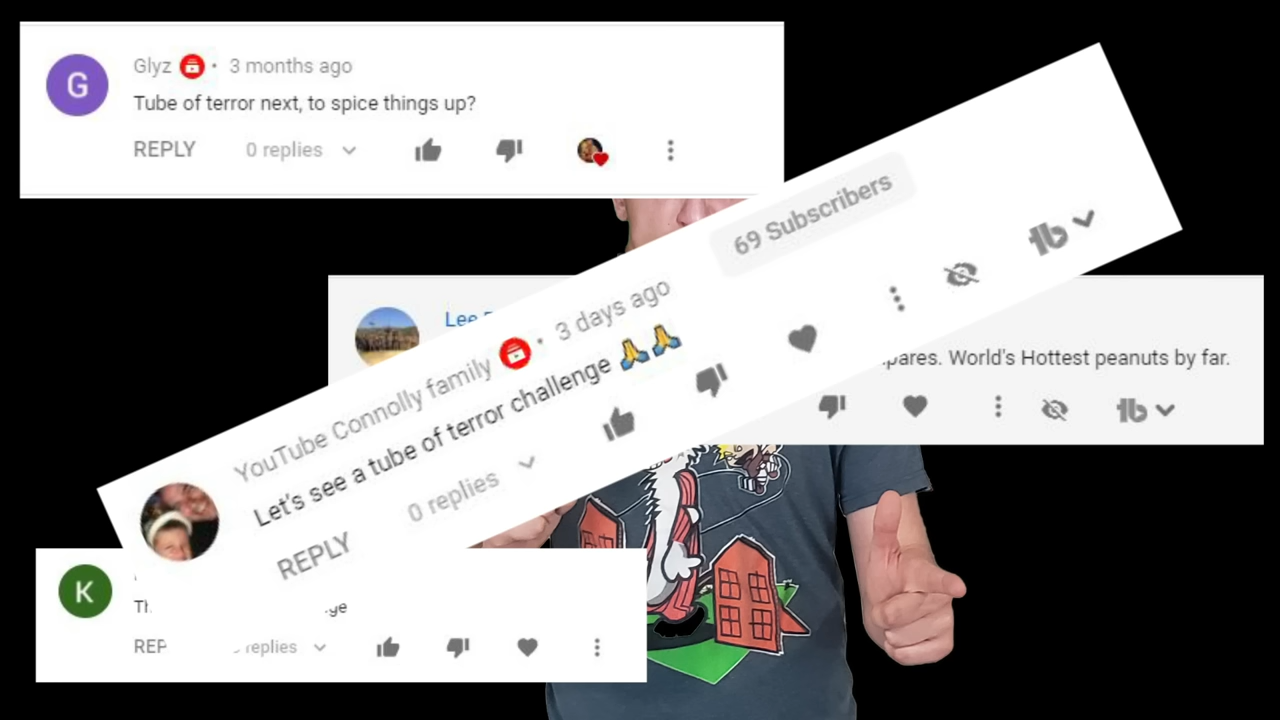 G
Glyz • 3 months ago
Tube of terror next, to spice things up?
REPLY 0 replies
69 Subscribers
YouTube Connolly family • 3 days ago
Let's see a tube of terror challenge 🙏🙏
REPLY 0 replies
Lee
World's Hottest peanuts by far.
K
replies